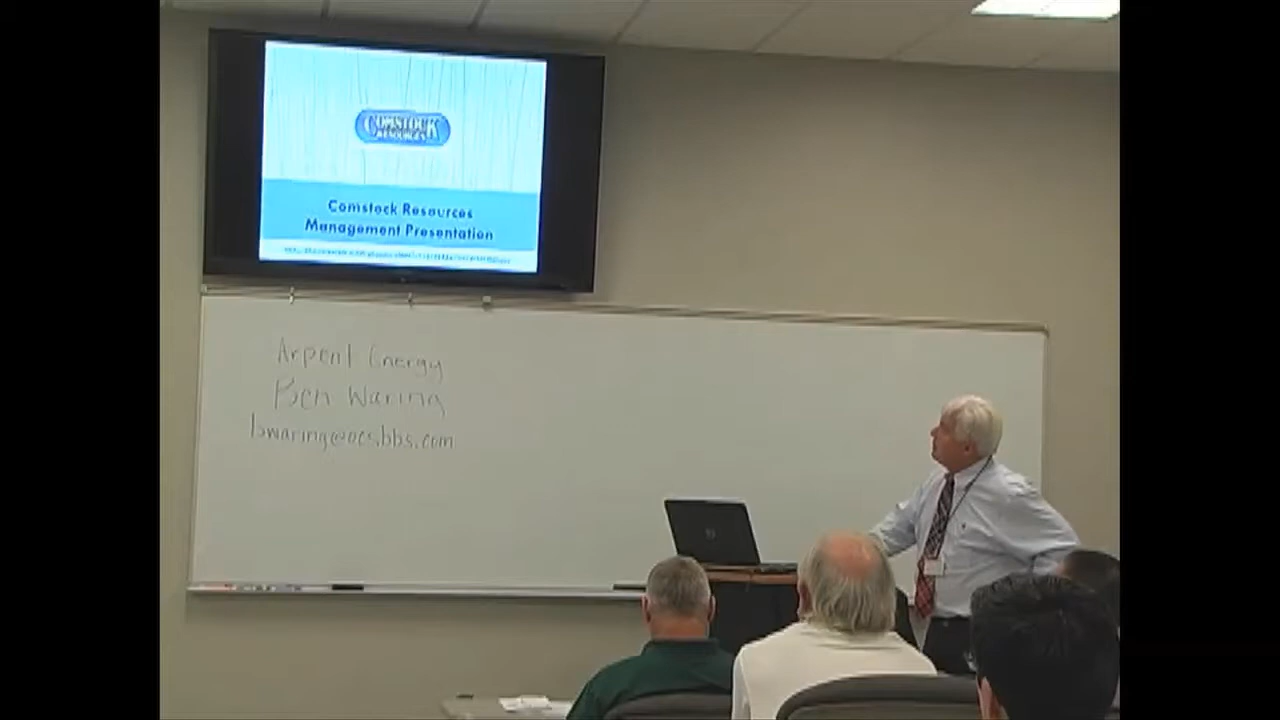 COMSTOCK
RESOURCES
Comstock Resources
Management Presentation
Arpent Energy
Ben Waring
bwaring@ocsbbs.com